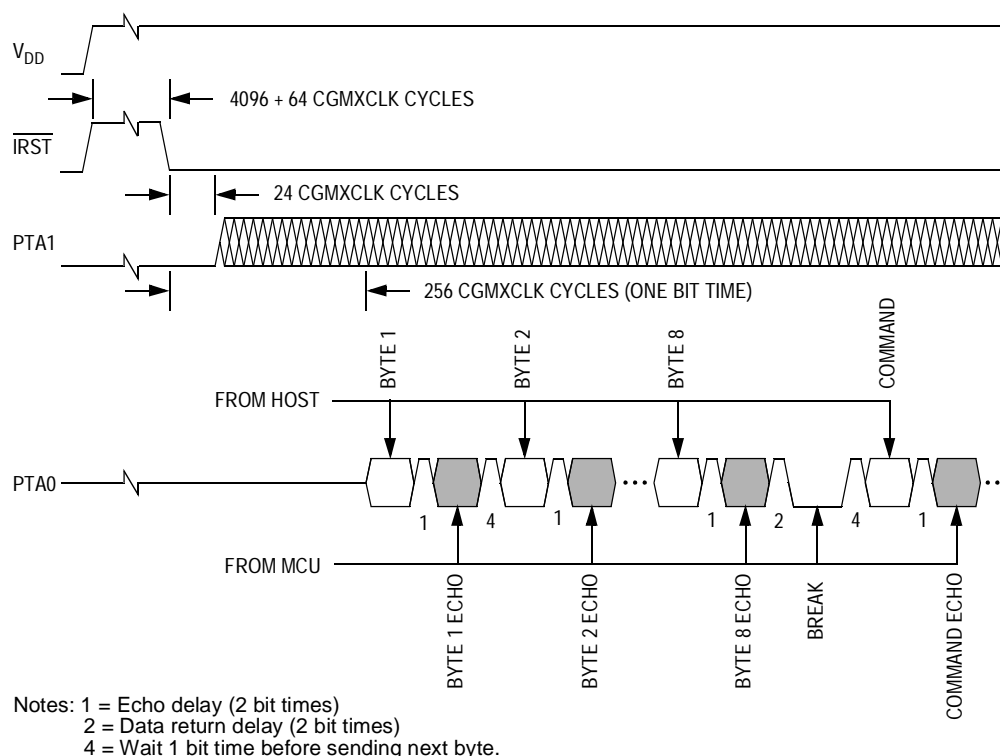 V_DD
4096 + 64 CGMXCLK CYCLES
IRST
24 CGMXCLK CYCLES
PTA1
256 CGMXCLK CYCLES (ONE BIT TIME)
BYTE 1
BYTE 2
BYTE 8
COMMAND
FROM HOST
PTA0
1
4
1
1
2
4
1
FROM MCU
BYTE 1 ECHO
BYTE 2 ECHO
BYTE 8 ECHO
BREAK
COMMAND ECHO
Notes: 1 = Echo delay (2 bit times)
2 = Data return delay (2 bit times)
4 = Wait 1 bit time before sending next byte.